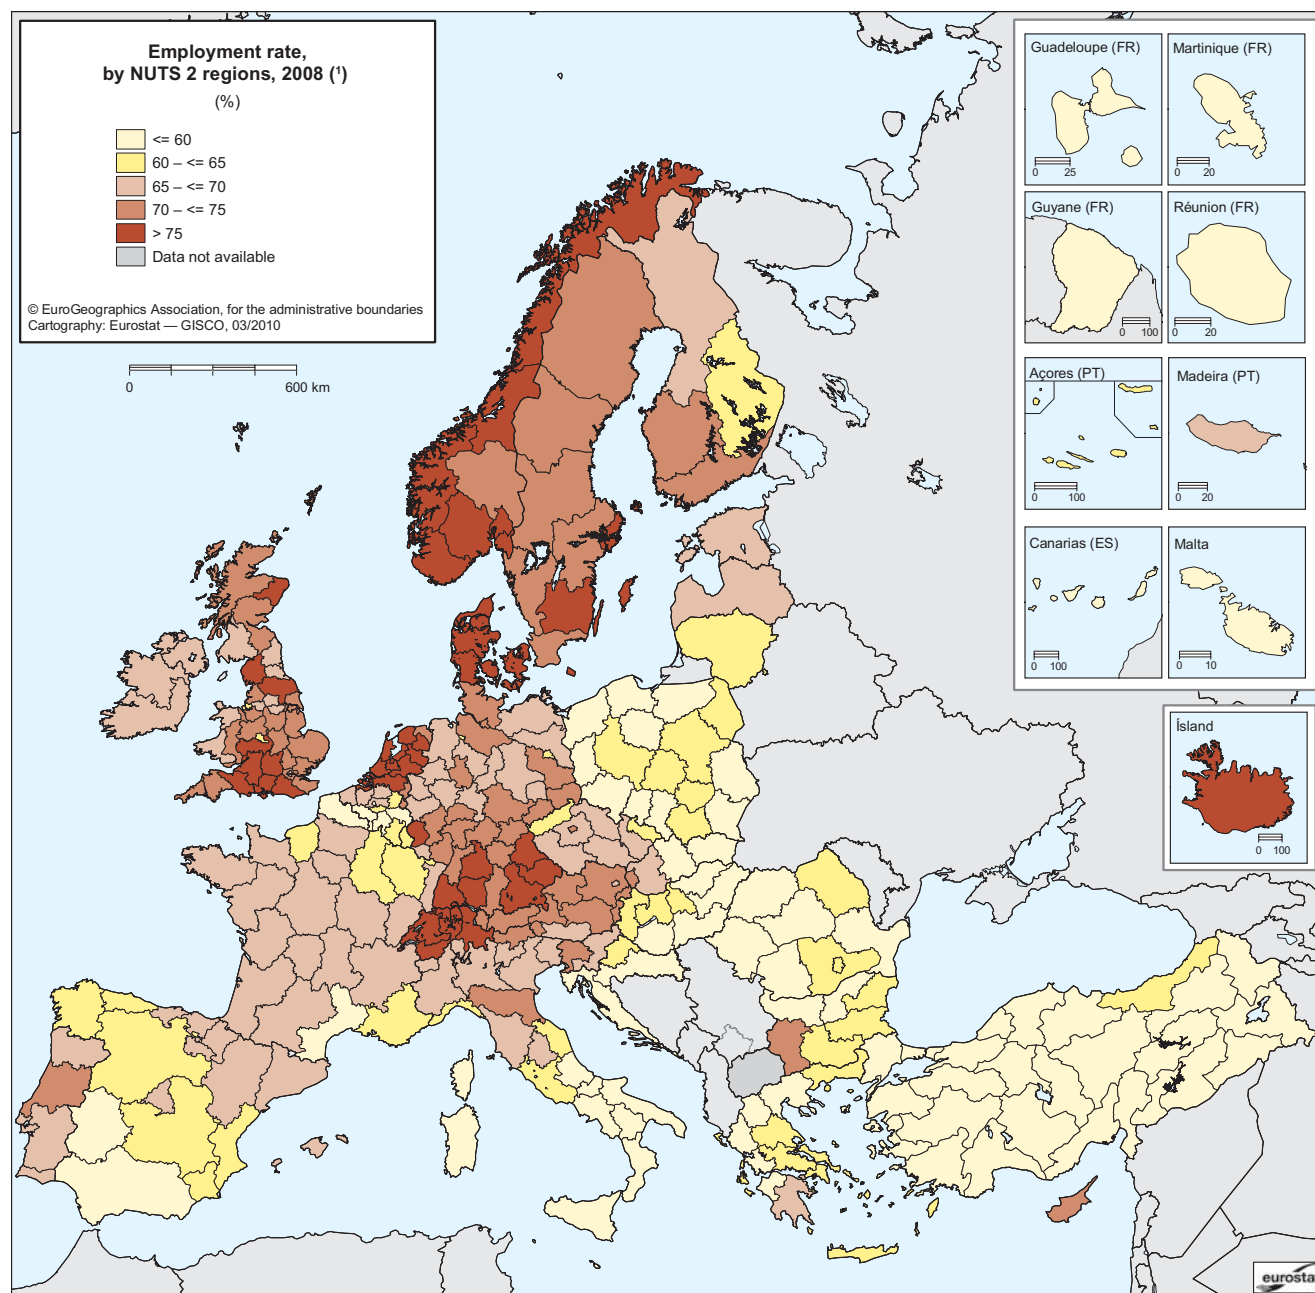 Employment rate,
by NUTS 2 regions, 2008 (¹)
(%)
<= 60
60 – <= 65
65 – <= 70
70 – <= 75
> 75
Data not available
© EuroGeographics Association, for the administrative boundaries
Cartography: Eurostat — GISCO, 03/2010
0 600 km
Guadeloupe (FR)
0 25
Martinique (FR)
0 20
Guyane (FR)
0 100
Réunion (FR)
0 20
Açores (PT)
0 100
Madeira (PT)
0 20
Canarias (ES)
0 100
Malta
0 10
Ísland
0 100
eurosta